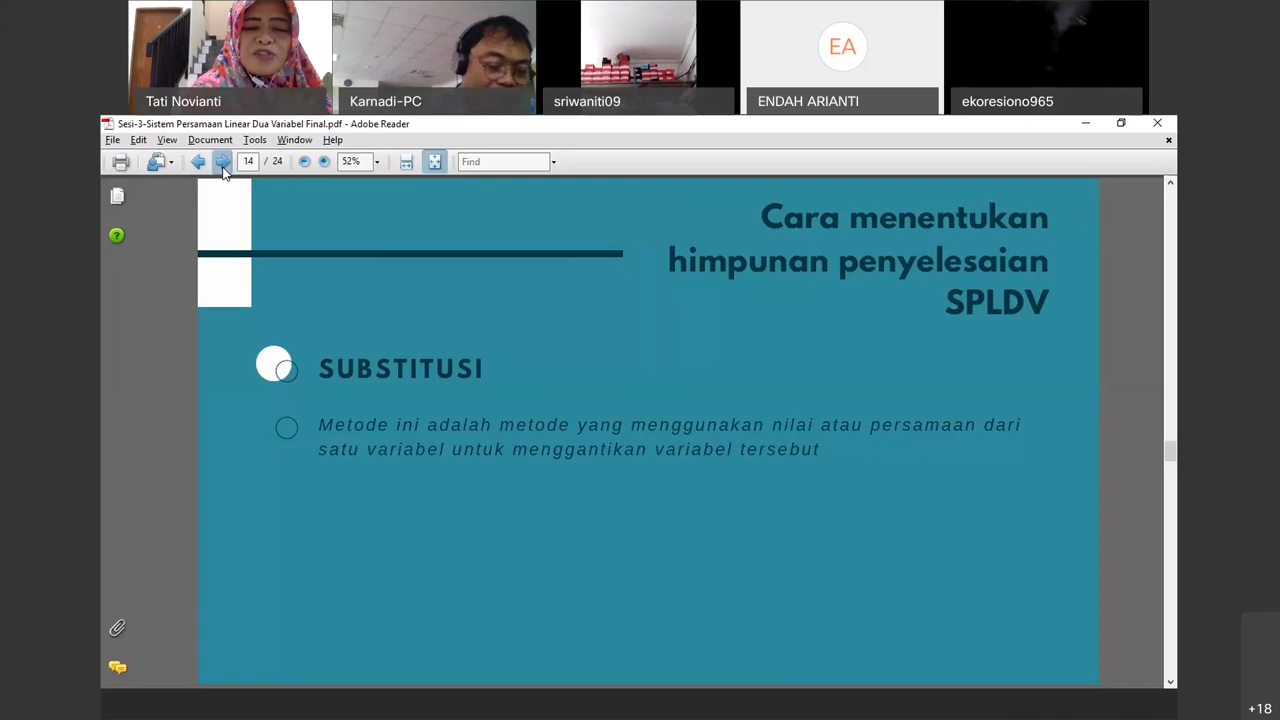 Tati Novianti
Karnadi-PC
sriwaniti09
EA
ENDAH ARIANTI
ekoresiono965
Sesi-3-Sistem Persamaan Linear Dua Variabel Final.pdf - Adobe Reader
File Edit View Document Tools Window Help
14 / 24 52% Find
Cara menentukan
himpunan penyelesaian
SPLDV
SUBSTITUSI
Metode ini adalah metode yang menggunakan nilai atau persamaan dari
satu variabel untuk menggantikan variabel tersebut
+18